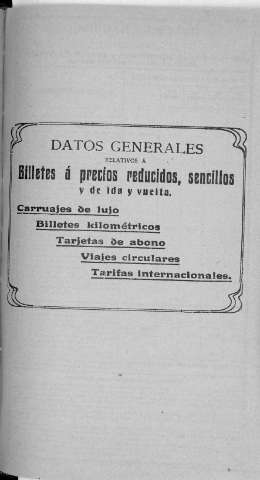 DATOS GENERALES
RELATIVOS Á
Billetes á precios reducidos, sencillos
y de ida y vuelta.
Carruajes de lujo
Billetes kilométricos
Tarjetas de abono
Viajes circulares
Tarifas internacionales.